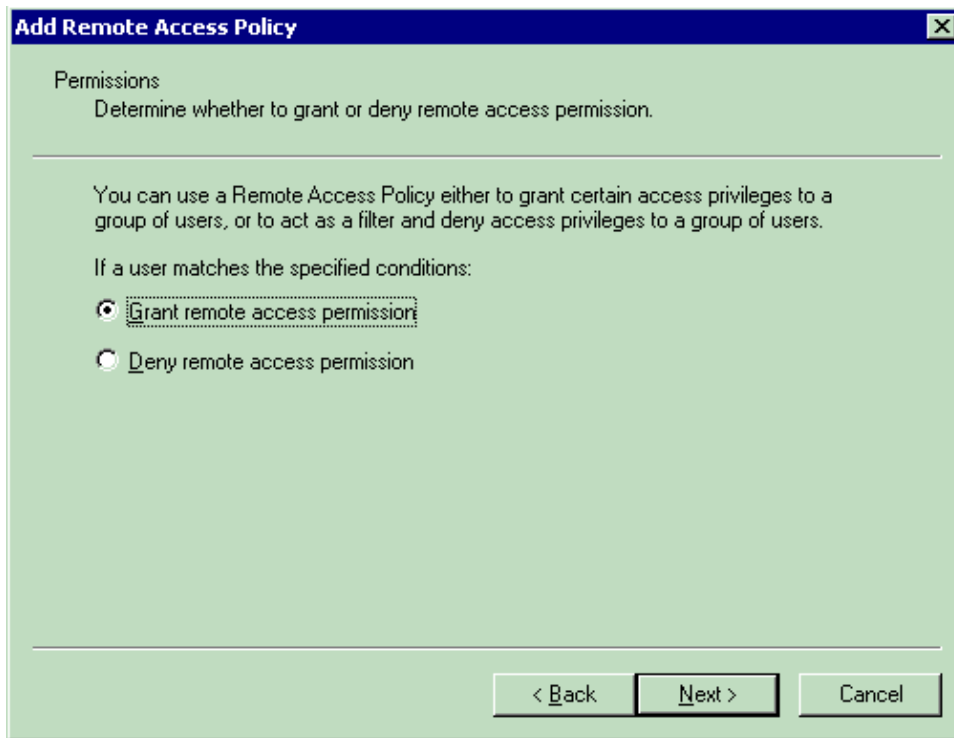 Add Remote Access Policy
Permissions
Determine whether to grant or deny remote access permission.
You can use a Remote Access Policy either to grant certain access privileges to a
group of users, or to act as a filter and deny access privileges to a group of users.
If a user matches the specified conditions:
Grant remote access permission
Deny remote access permission
< Back
Next >
Cancel